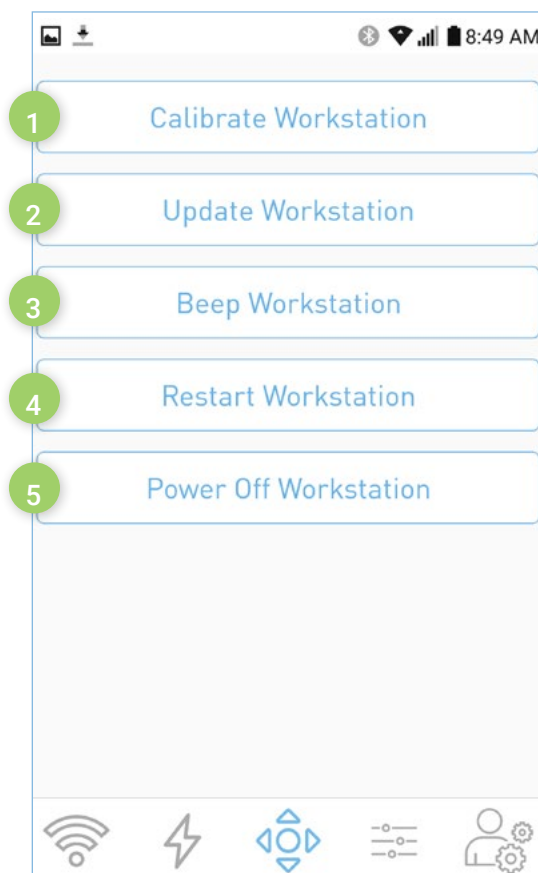 8:49 AM
1 Calibrate Workstation
2 Update Workstation
3 Beep Workstation
4 Restart Workstation
5 Power Off Workstation